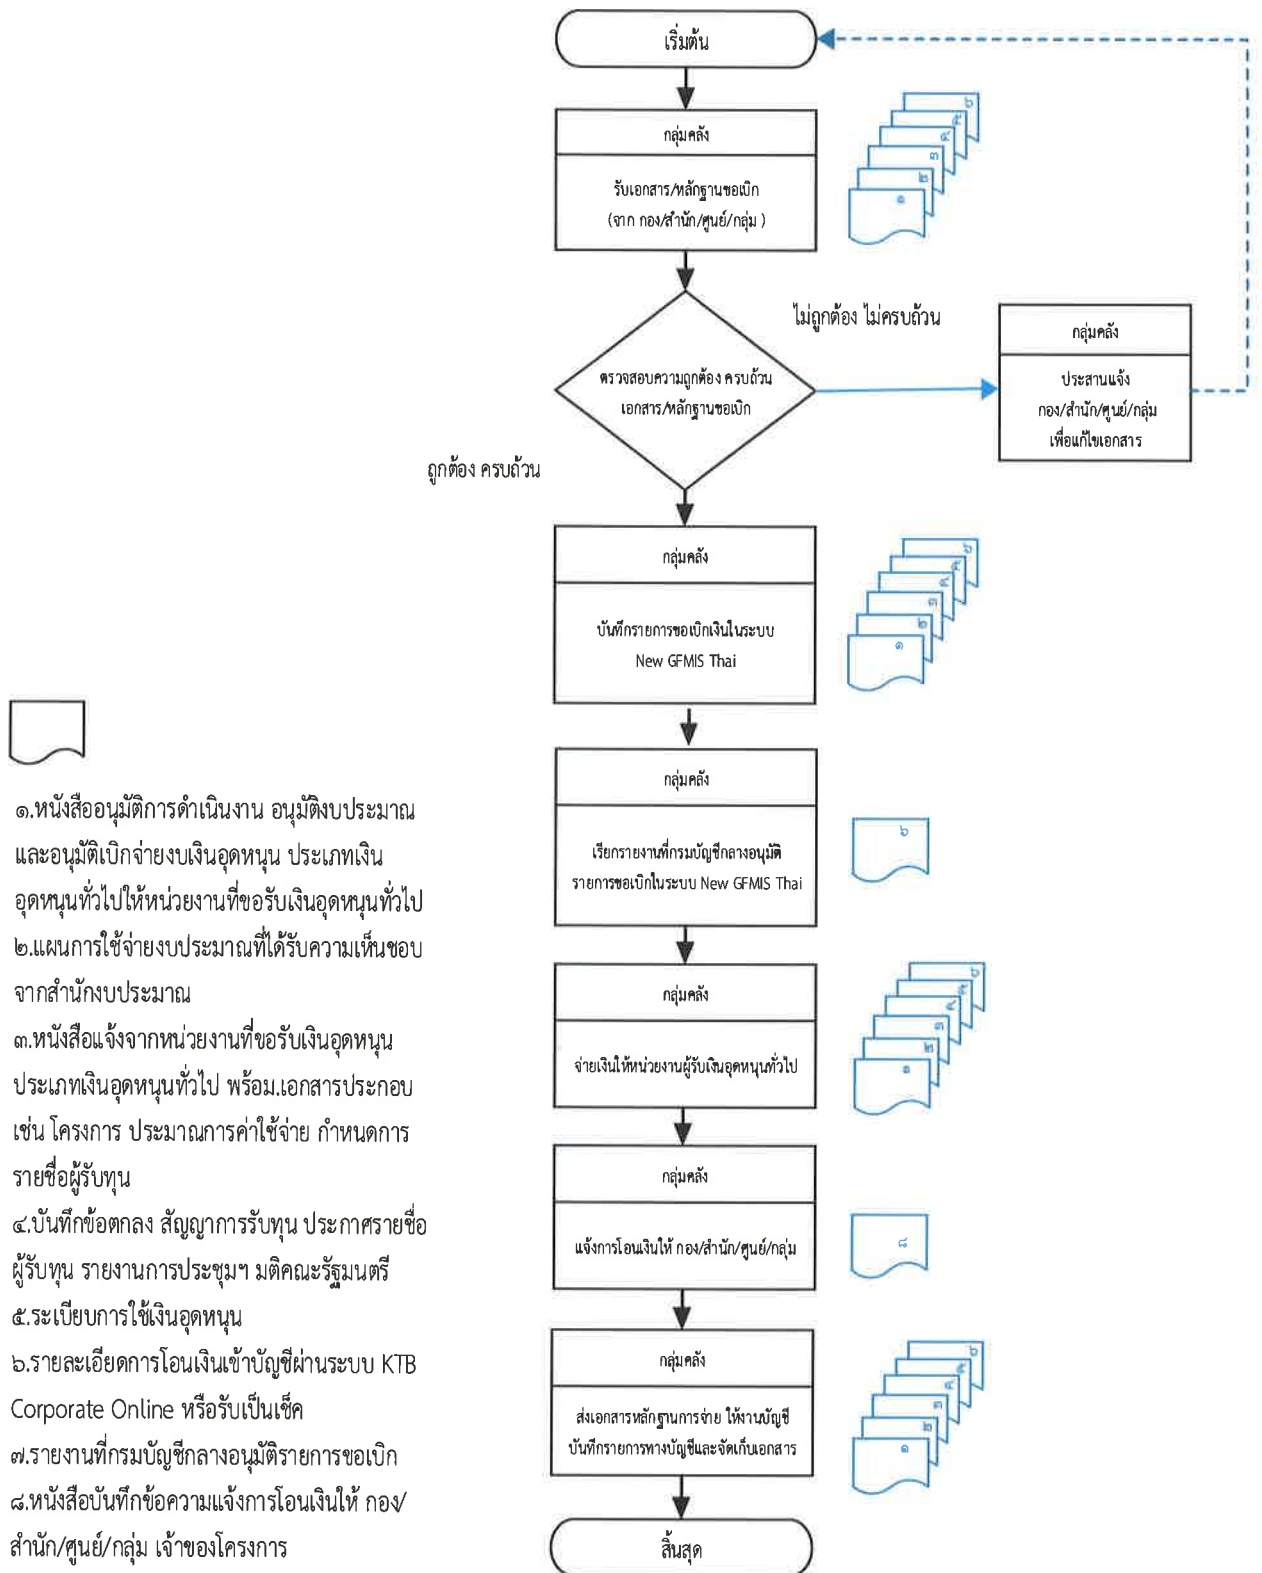 เริ่มต้น
กลุ่มคลัง
รับเอกสาร/หลักฐานขอเบิก
(จาก กอง/สำนัก/ศูนย์/กลุ่ม )
๑
ไม่ถูกต้อง ไม่ครบถ้วน
กลุ่มคลัง
ประสานแจ้ง
กอง/สำนัก/ศูนย์/กลุ่ม
เพื่อแก้ไขเอกสาร
ตรวจสอบความถูกต้อง ครบถ้วน
เอกสาร/หลักฐานขอเบิก
ถูกต้อง ครบถ้วน
กลุ่มคลัง
บันทึกรายการขอเบิกเงินในระบบ
New GFMIS Thai
๑
กลุ่มคลัง
เรียกรายงานที่กรมบัญชีกลางอนุมัติ
รายการขอเบิกในระบบ New GFMIS Thai
๖
กลุ่มคลัง
จ่ายเงินให้หน่วยงานผู้รับเงินอุดหนุนทั่วไป
๑
กลุ่มคลัง
แจ้งการโอนเงินให้ กอง/สำนัก/ศูนย์/กลุ่ม
๘
กลุ่มคลัง
ส่งเอกสารหลักฐานการจ่าย ให้งานบัญชี
บันทึกรายการทางบัญชีและจัดเก็บเอกสาร
๑
สิ้นสุด
๑.หนังสืออนุมัติการดำเนินงาน อนุมัติงบประมาณ
และอนุมัติเบิกจ่ายงบเงินอุดหนุน ประเภทเงิน
อุดหนุนทั่วไปให้หน่วยงานที่ขอรับเงินอุดหนุนทั่วไป
๒.แผนการใช้จ่ายงบประมาณที่ได้รับความเห็นชอบ
จากสำนักงบประมาณ
๓.หนังสือแจ้งจากหน่วยงานที่ขอรับเงินอุดหนุน
ประเภทเงินอุดหนุนทั่วไป พร้อม.เอกสารประกอบ
เช่น โครงการ ประมาณการค่าใช้จ่าย กำหนดการ
รายชื่อผู้รับทุน
๔.บันทึกข้อตกลง สัญญาการรับทุน ประกาศรายชื่อ
ผู้รับทุน รายงานการประชุมฯ มติคณะรัฐมนตรี
๕.ระเบียบการใช้เงินอุดหนุน
๖.รายละเอียดการโอนเงินเข้าบัญชีผ่านระบบ KTB
Corporate Online หรือรับเป็นเช็ค
๗.รายงานที่กรมบัญชีกลางอนุมัติรายการขอเบิก
๘.หนังสือบันทึกข้อความแจ้งการโอนเงินให้ กอง/
สำนัก/ศูนย์/กลุ่ม เจ้าของโครงการ